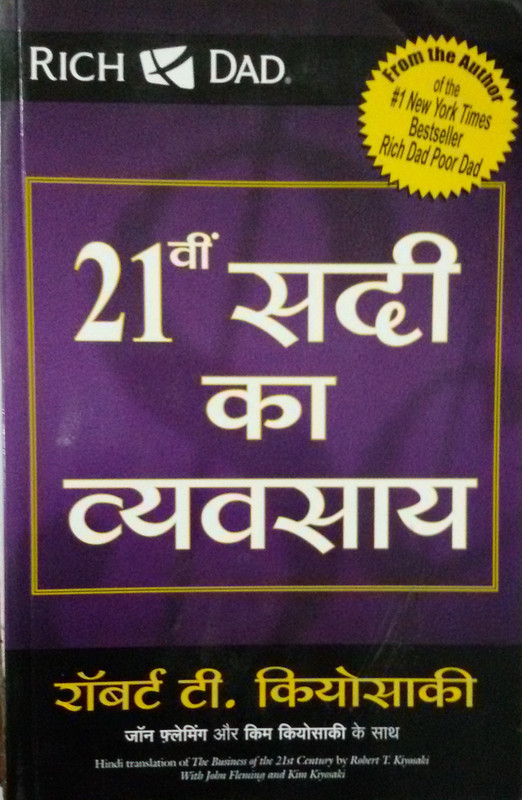 RICH DAD.
From the Author
of the
#1 New York Times
Bestseller
Rich Dad Poor Dad
21वीं सदी
का
व्यवसाय
रॉबर्ट टी. कियोसाकी
जॉन फ़्लेमिंग और किम कियोसाकी के साथ
Hindi translation of The Business of the 21st Century by Robert T. Kiyosaki
With John Fleming and Kim Kiyosaki